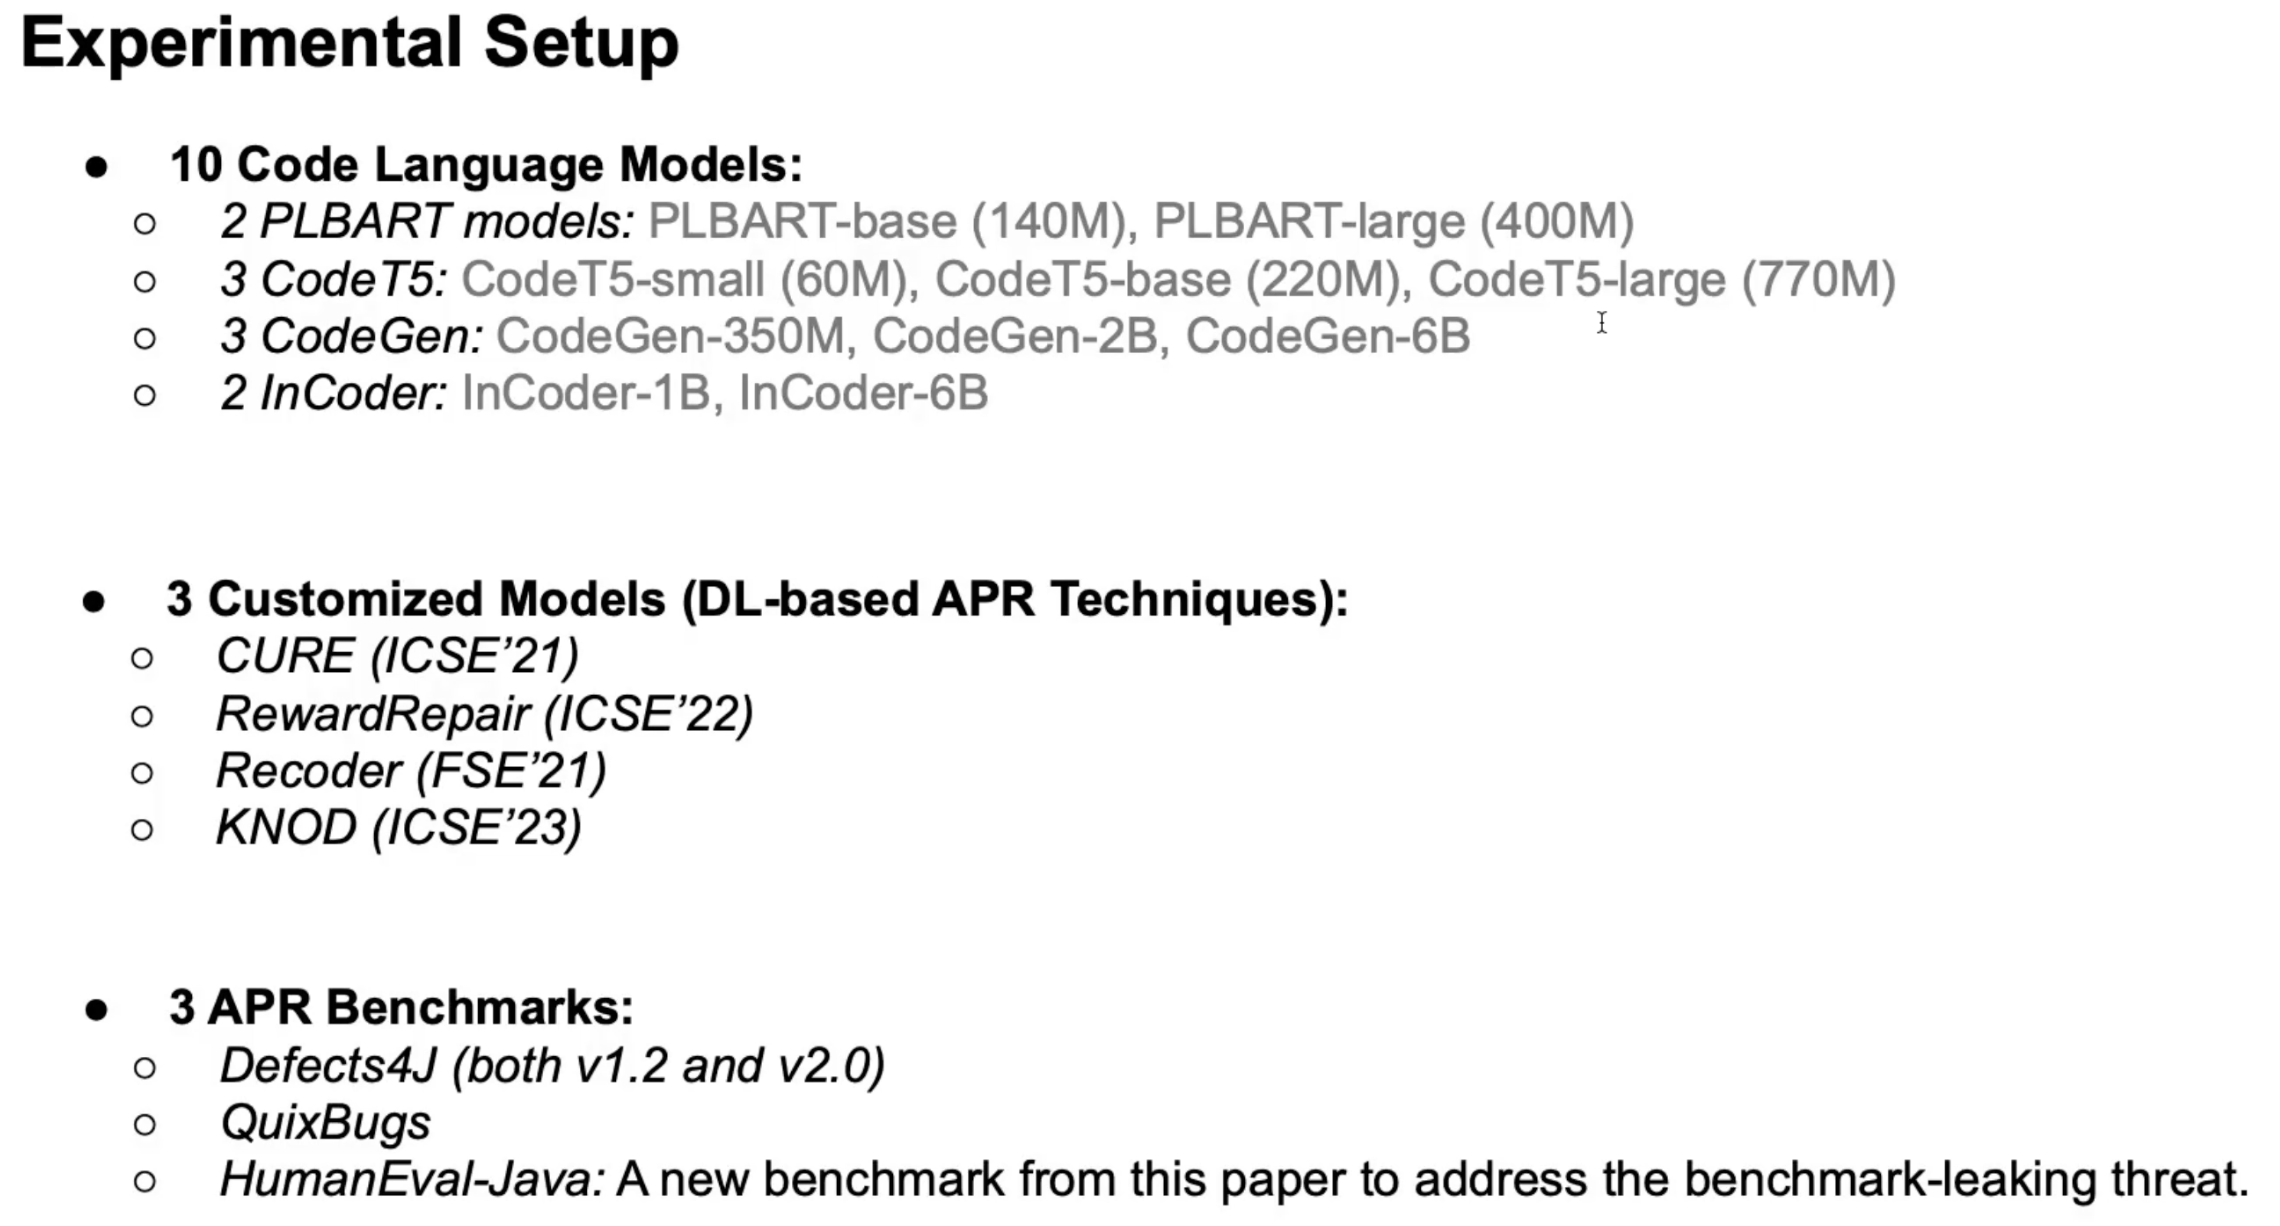 Experimental Setup
● 10 Code Language Models:
○ 2 PLBART models: PLBART-base (140M), PLBART-large (400M)
○ 3 CodeT5: CodeT5-small (60M), CodeT5-base (220M), CodeT5-large (770M)
○ 3 CodeGen: CodeGen-350M, CodeGen-2B, CodeGen-6B
○ 2 InCoder: InCoder-1B, InCoder-6B
● 3 Customized Models (DL-based APR Techniques):
○ CURE (ICSE’21)
○ RewardRepair (ICSE’22)
○ Recoder (FSE’21)
○ KNOD (ICSE’23)
● 3 APR Benchmarks:
○ Defects4J (both v1.2 and v2.0)
○ QuixBugs
○ HumanEval-Java: A new benchmark from this paper to address the benchmark-leaking threat.